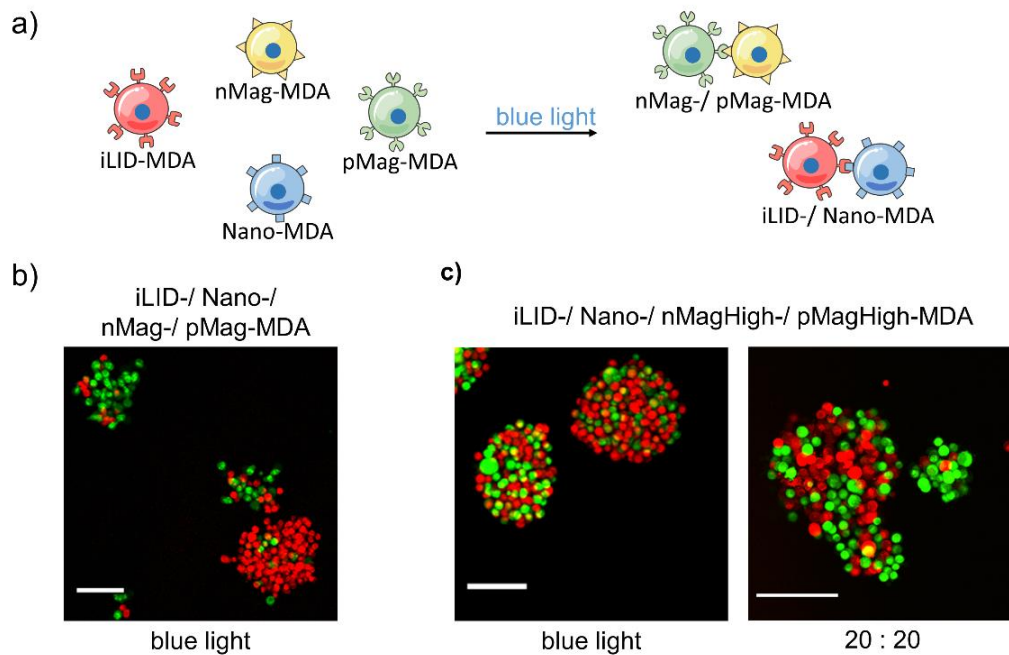 a)
nMag-MDA
iLID-MDA
pMag-MDA
Nano-MDA
blue light
nMag-/ pMag-MDA
iLID-/ Nano-MDA
b)
iLID-/ Nano-/
nMag-/ pMag-MDA
blue light
c)
iLID-/ Nano-/ nMagHigh-/ pMagHigh-MDA
blue light
20 : 20